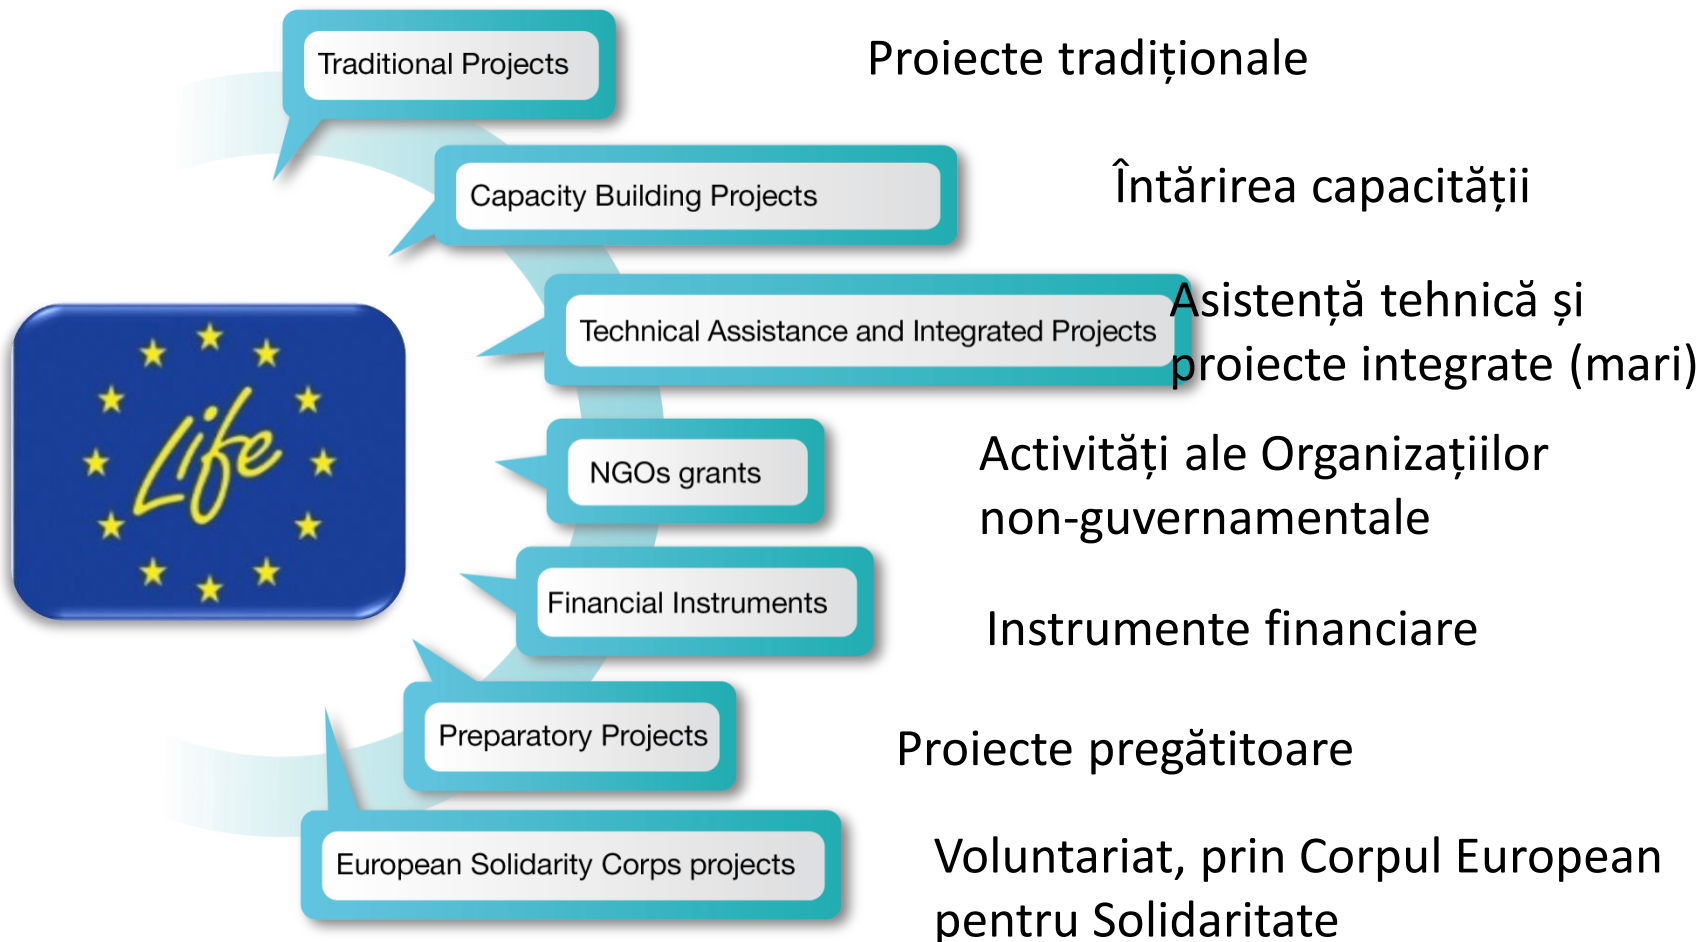 Traditional Projects
Proiecte tradiționale
Capacity Building Projects
Întărirea capacității
Technical Assistance and Integrated Projects
Asistență tehnică și
proiecte integrate (mari)
Life
NGOs grants
Activități ale Organizațiilor
non-guvernamentale
Financial Instruments
Instrumente financiare
Preparatory Projects
Proiecte pregătitoare
European Solidarity Corps projects
Voluntariat, prin Corpul European
pentru Solidaritate